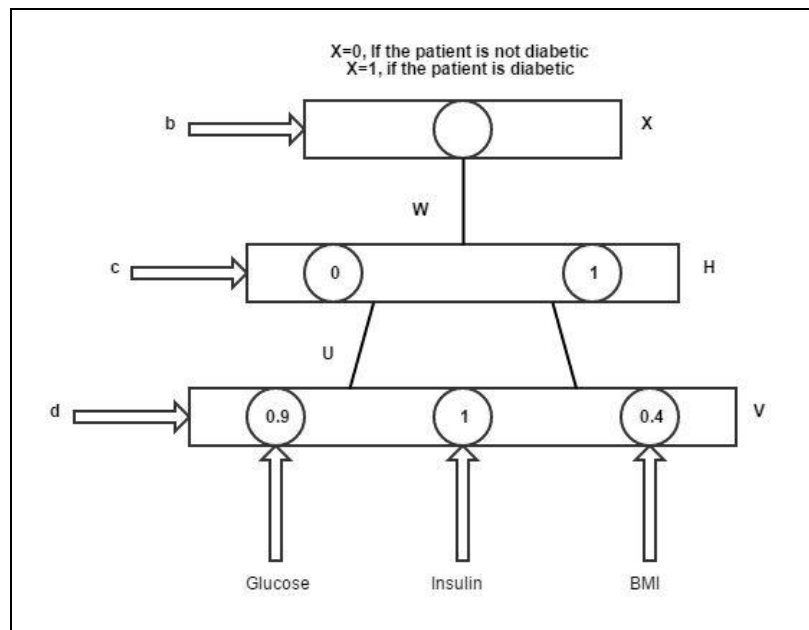 X=0, If the patient is not diabetic
X=1, if the patient is diabetic
b
X
W
c
0
1
H
U
d
0.9
1
0.4
V
Glucose
Insulin
BMI